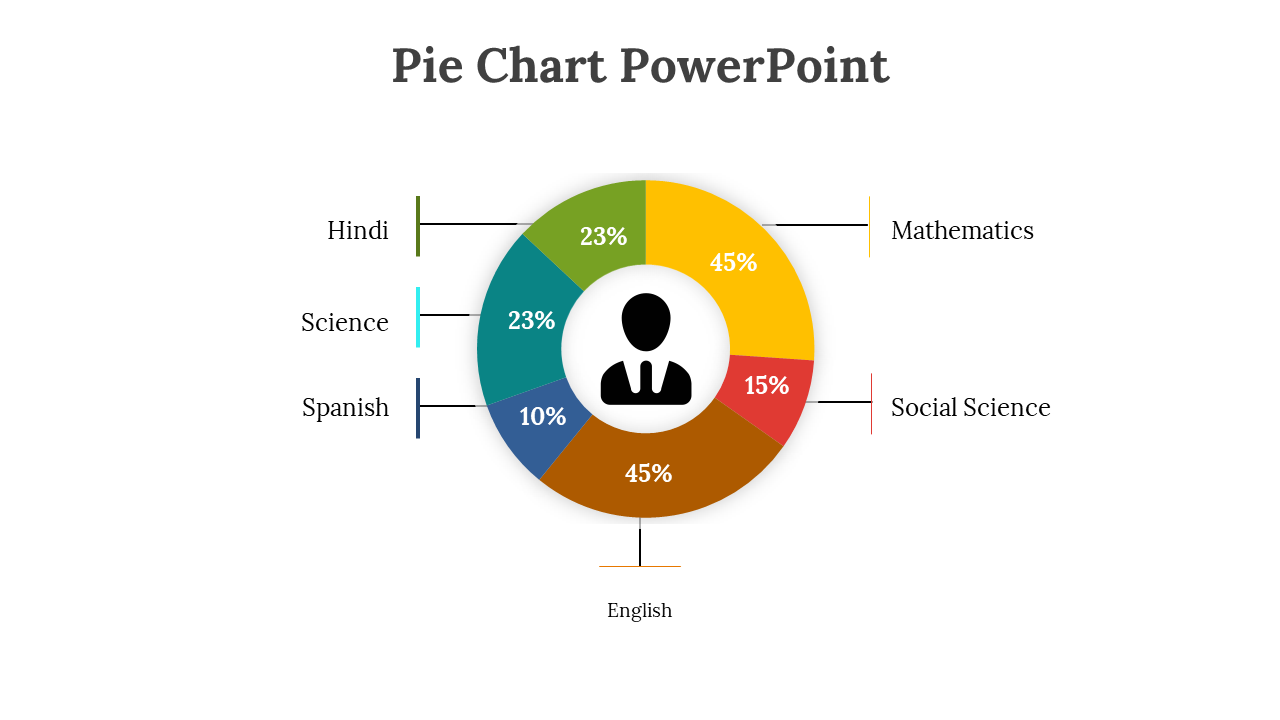 Pie Chart PowerPoint
Hindi
23%
45%
Mathematics
Science
23%
Spanish
10%
15%
Social Science
45%
English